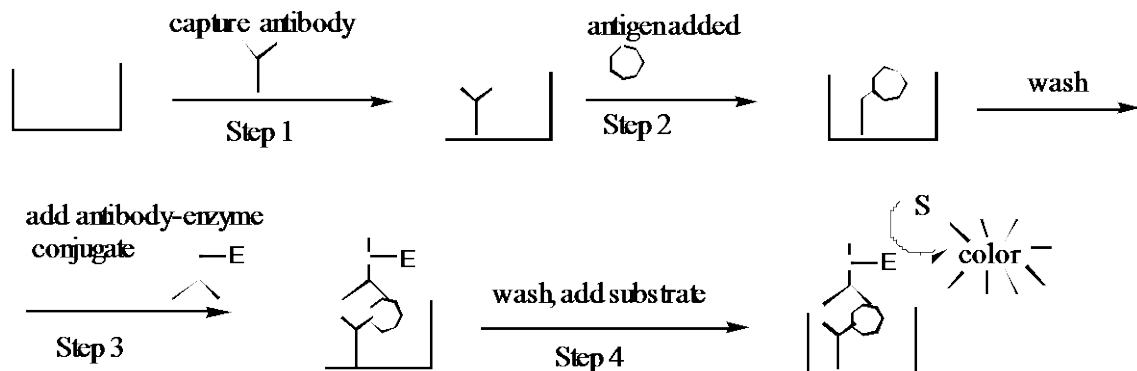 capture antibody
antigen added
Step 1
Step 2
wash
add antibody-enzyme
conjugate
E
E
wash, add substrate
S
E
color
Step 3
Step 4